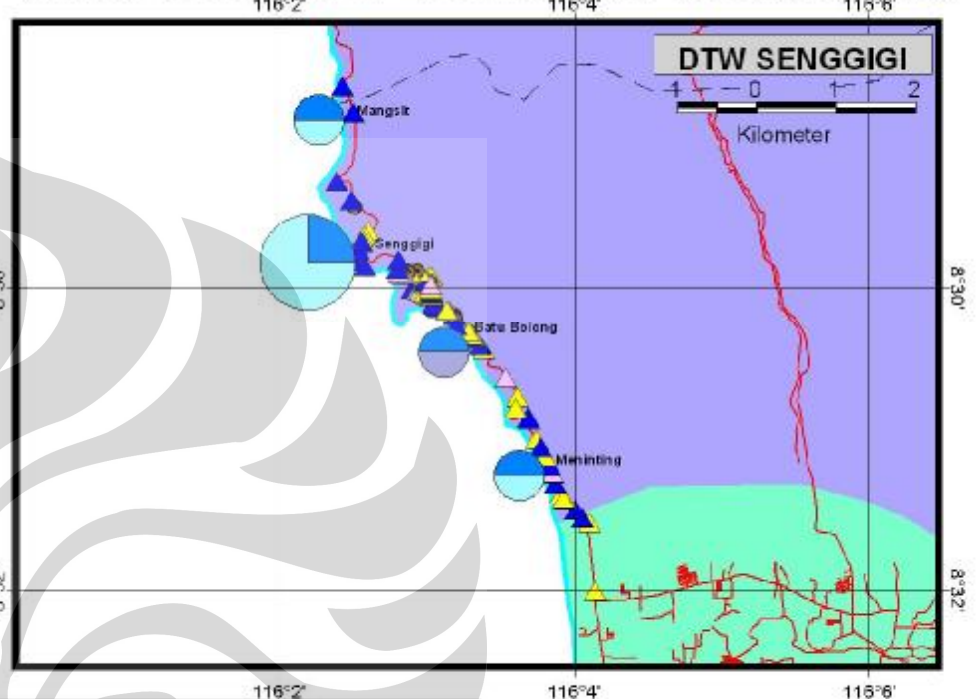 116°2' 116°4' 116°6'
DTW SENGGIGI
1 0 1 2
Kilometer
Mangsit
Senggigi
8°30'
Batu Bolong
Meninting
8°32'
116°2' 116°4' 116°6'